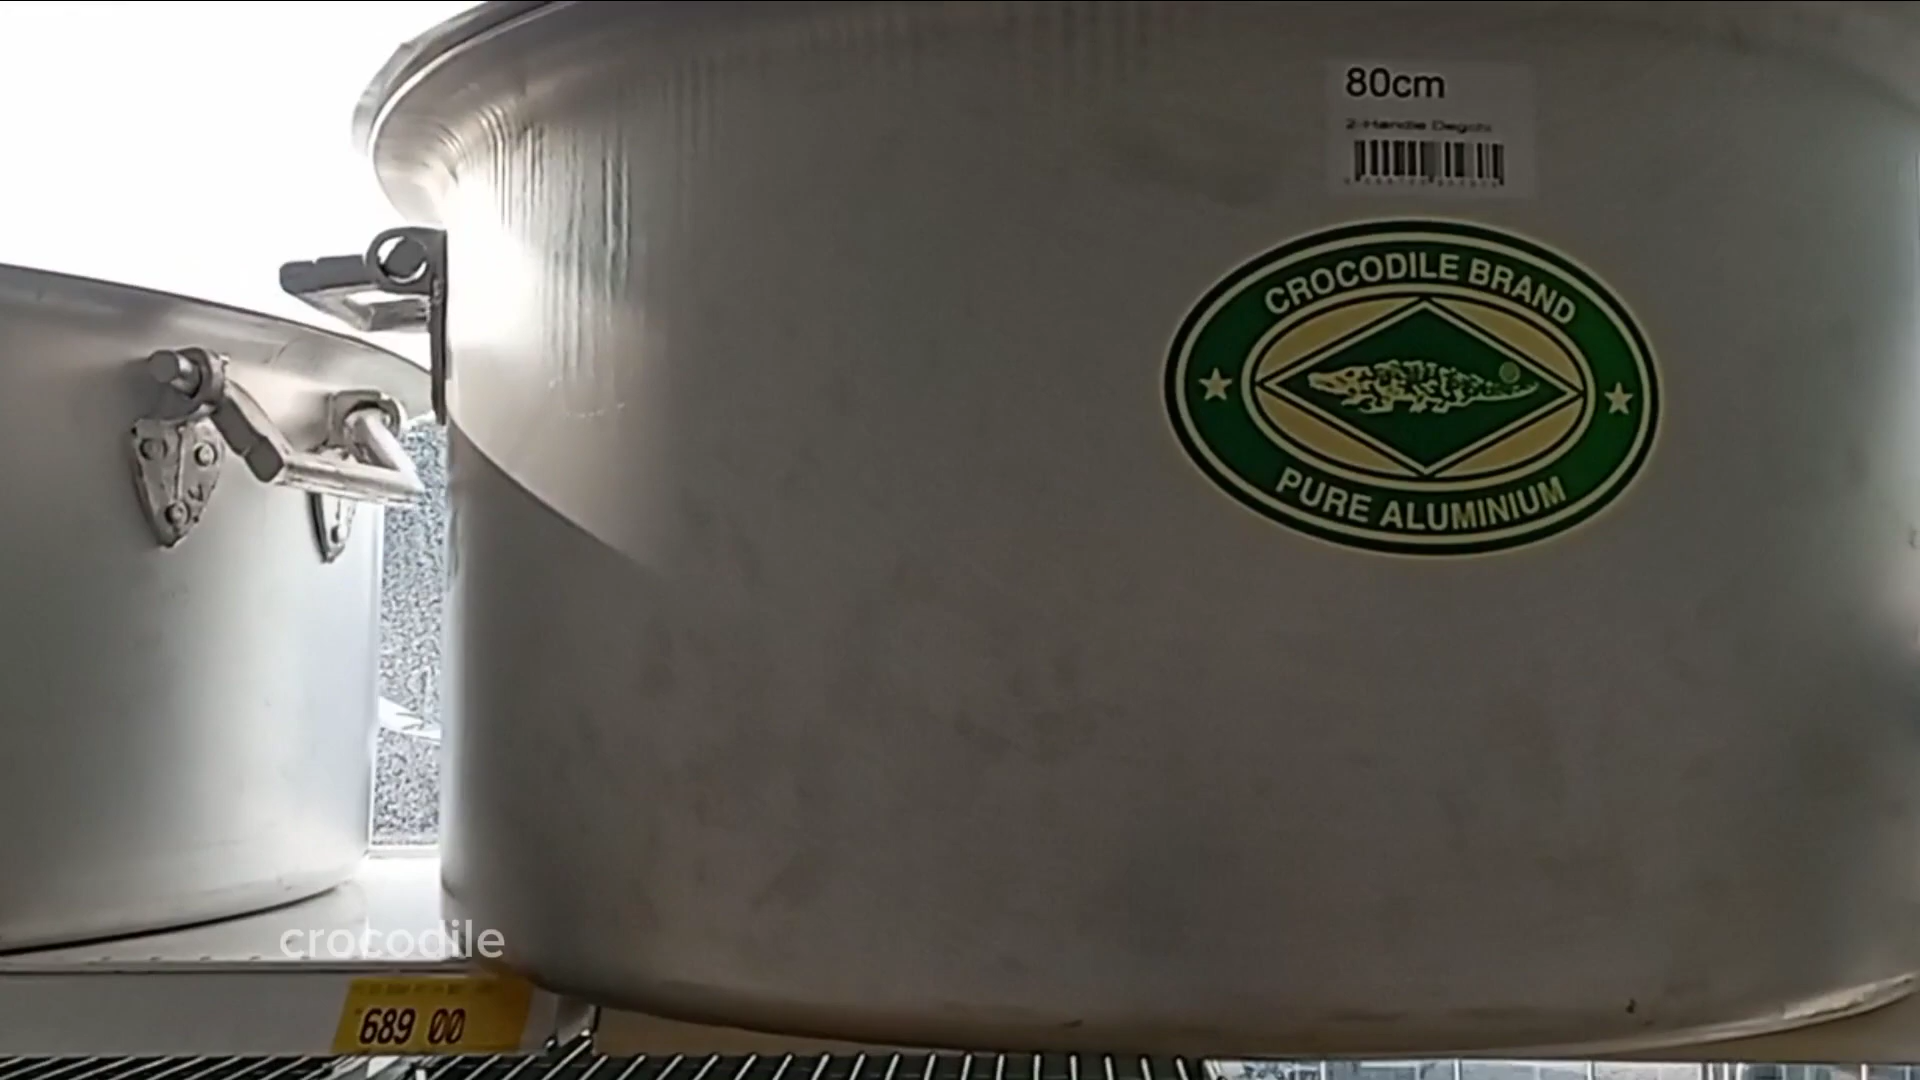 80cm
2-Handle Degchi
CROCODILE BRAND
PURE ALUMINIUM
crocodile
689 00